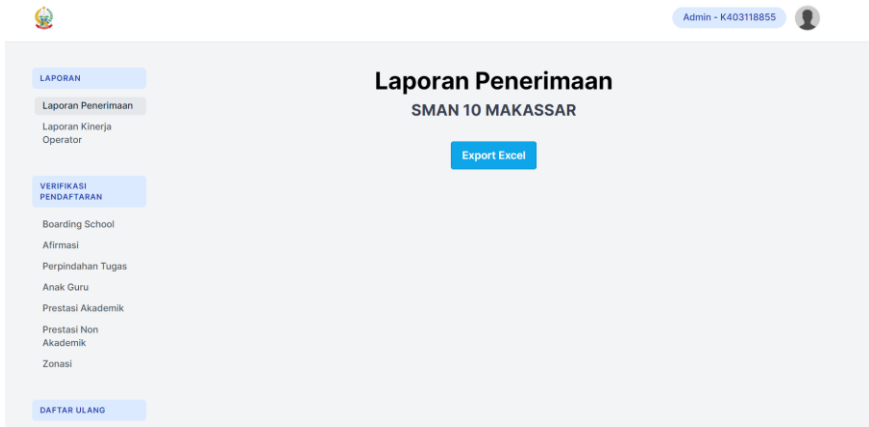 Admin - K403118855
LAPORAN
Laporan Penerimaan
Laporan Kinerja
Operator
VERIFIKASI
PENDAFTARAN
Boarding School
Afirmasi
Perpindahan Tugas
Anak Guru
Prestasi Akademik
Prestasi Non
Akademik
Zonasi
DAFTAR ULANG
Laporan Penerimaan
SMAN 10 MAKASSAR
Export Excel